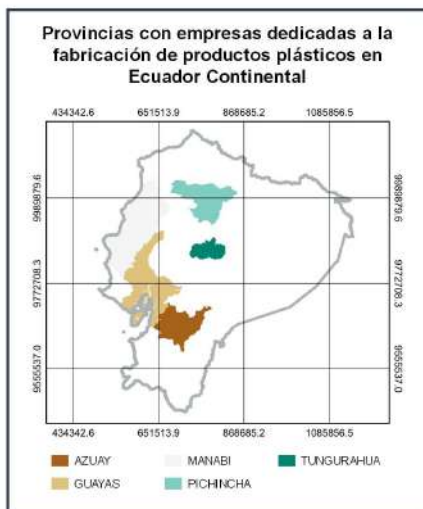 Provincias con empresas dedicadas a la
fabricación de productos plásticos en
Ecuador Continental
434342.6 651513.9 868685.2 1085856.5
9989879.6 9989879.6
9772708.3 9772708.3
9555537.0 9555537.0
434342.6 651513.9 868685.2 1085856.5
AZUAY MANABI TUNGURAHUA
GUAYAS PICHINCHA